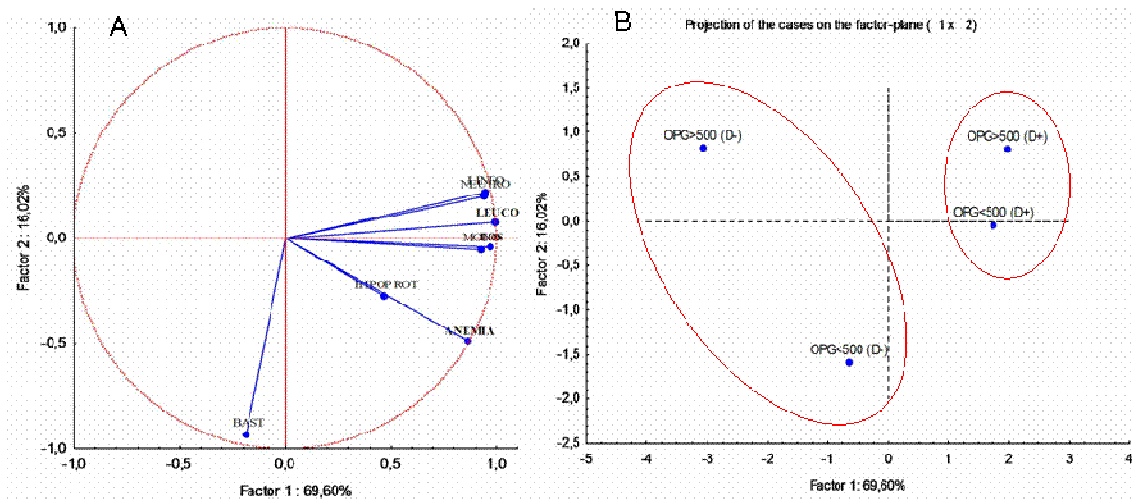 A
1,0
0,5
0,0
-0,5
-1,0
Factor 2 : 16,02%
LEUCO
ANEMIA
BAST
-1,0 -0,5 0,0 0,5 1,0
Factor 1 : 69,60%
B
Projection of the cases on the factor-plane ( 1 x 2)
2,0
1,5
1,0
0,5
0,0
-0,5
-1,0
-1,5
-2,0
-2,5
Factor 2: 16,02%
OPG>500 (D-)
OPG>500 (D+)
OPG<500 (D+)
OPG<500 (D-)
-5 -4 -3 -2 -1 0 1 2 3 4
Factor 1: 69,60%